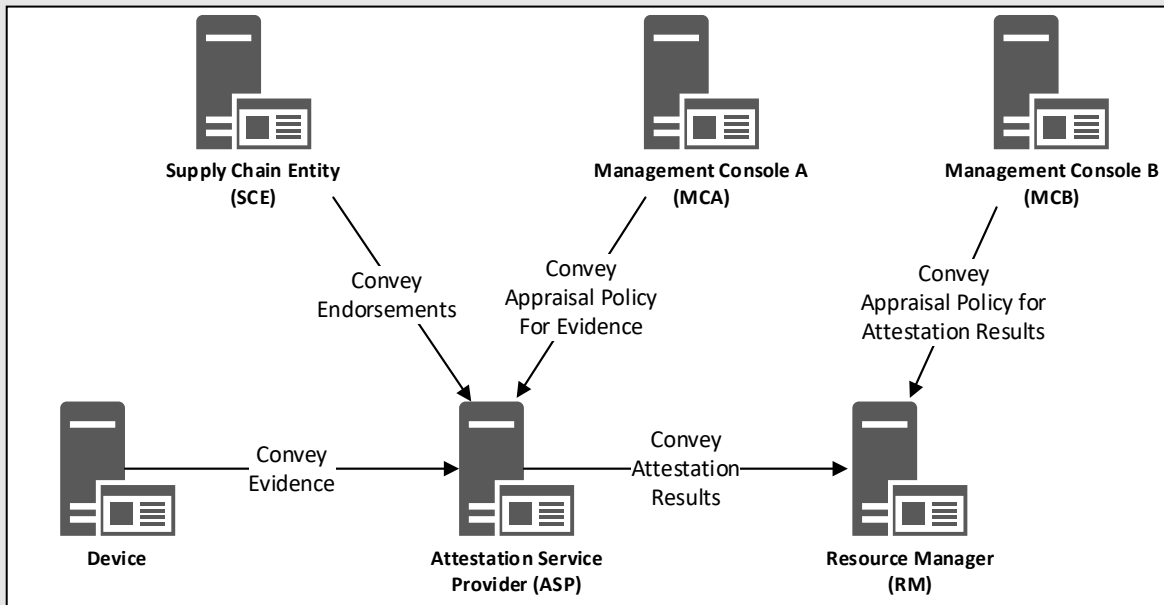 Supply Chain Entity
(SCE)
Management Console A
(MCA)
Management Console B
(MCB)
Convey
Endorsements
Convey
Appraisal Policy
For Evidence
Convey
Appraisal Policy for
Attestation Results
Convey
Evidence
Convey
Attestation
Results
Device
Attestation Service
Provider (ASP)
Resource Manager
(RM)